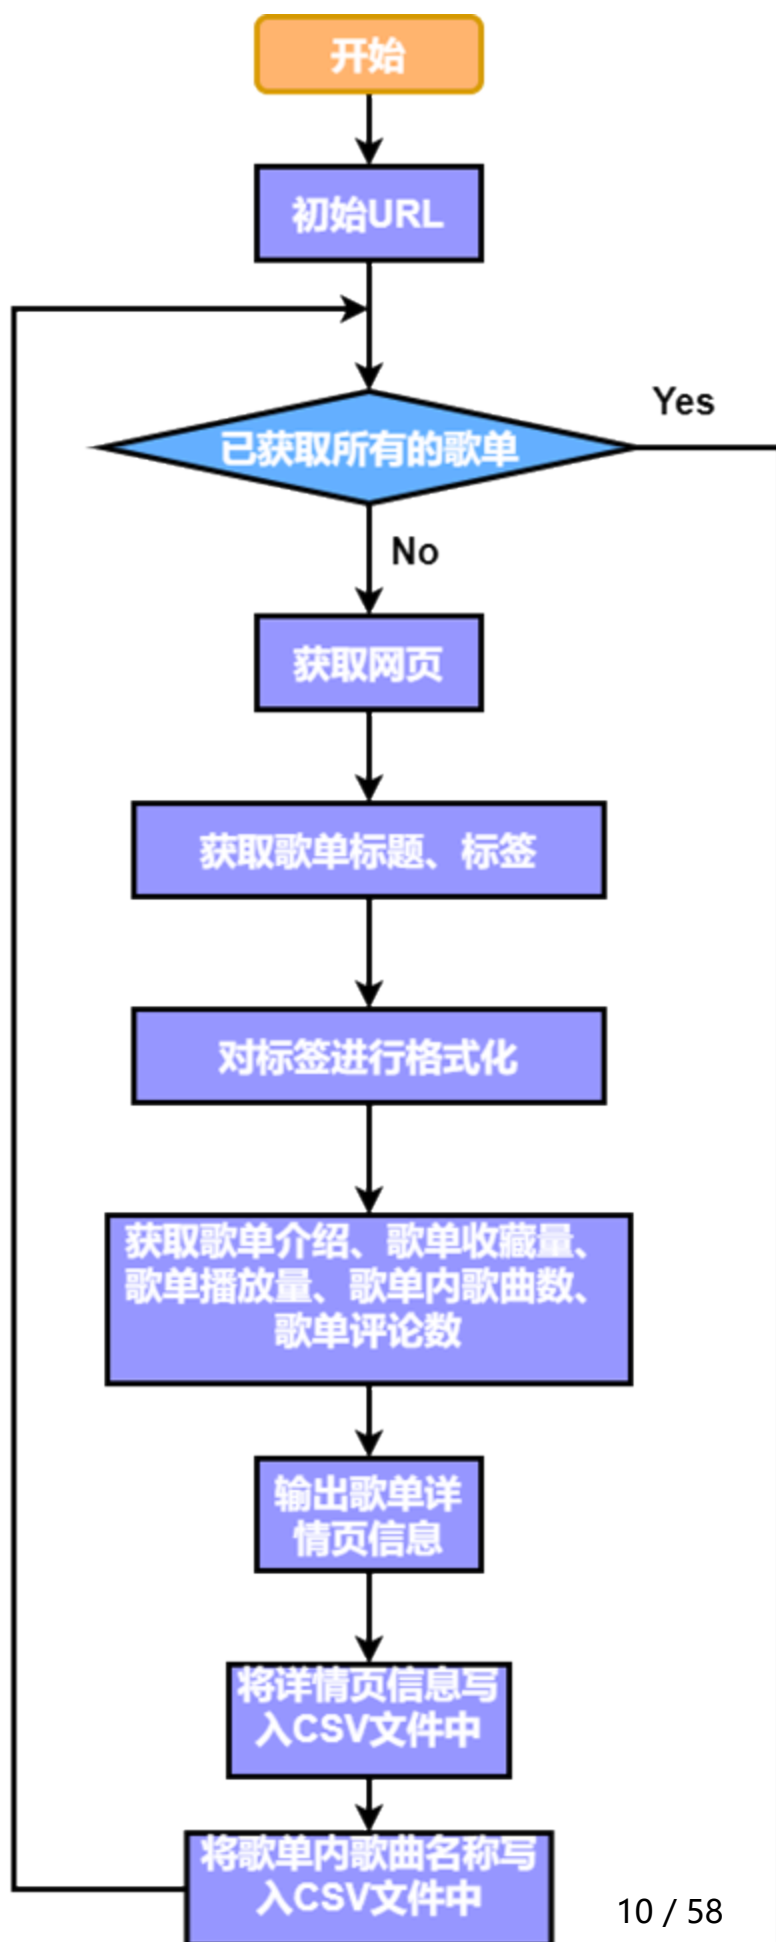 开始
初始URL
Yes
已获取所有的歌单
No
获取网页
获取歌单标题、标签
对标签进行格式化
获取歌单介绍、歌单收藏量、
歌单播放量、歌单内歌曲数、
歌单评论数
输出歌单详
情页信息
将详情页信息写
入CSV文件中
将歌单内歌曲名称写
入CSV文件中
10 / 58